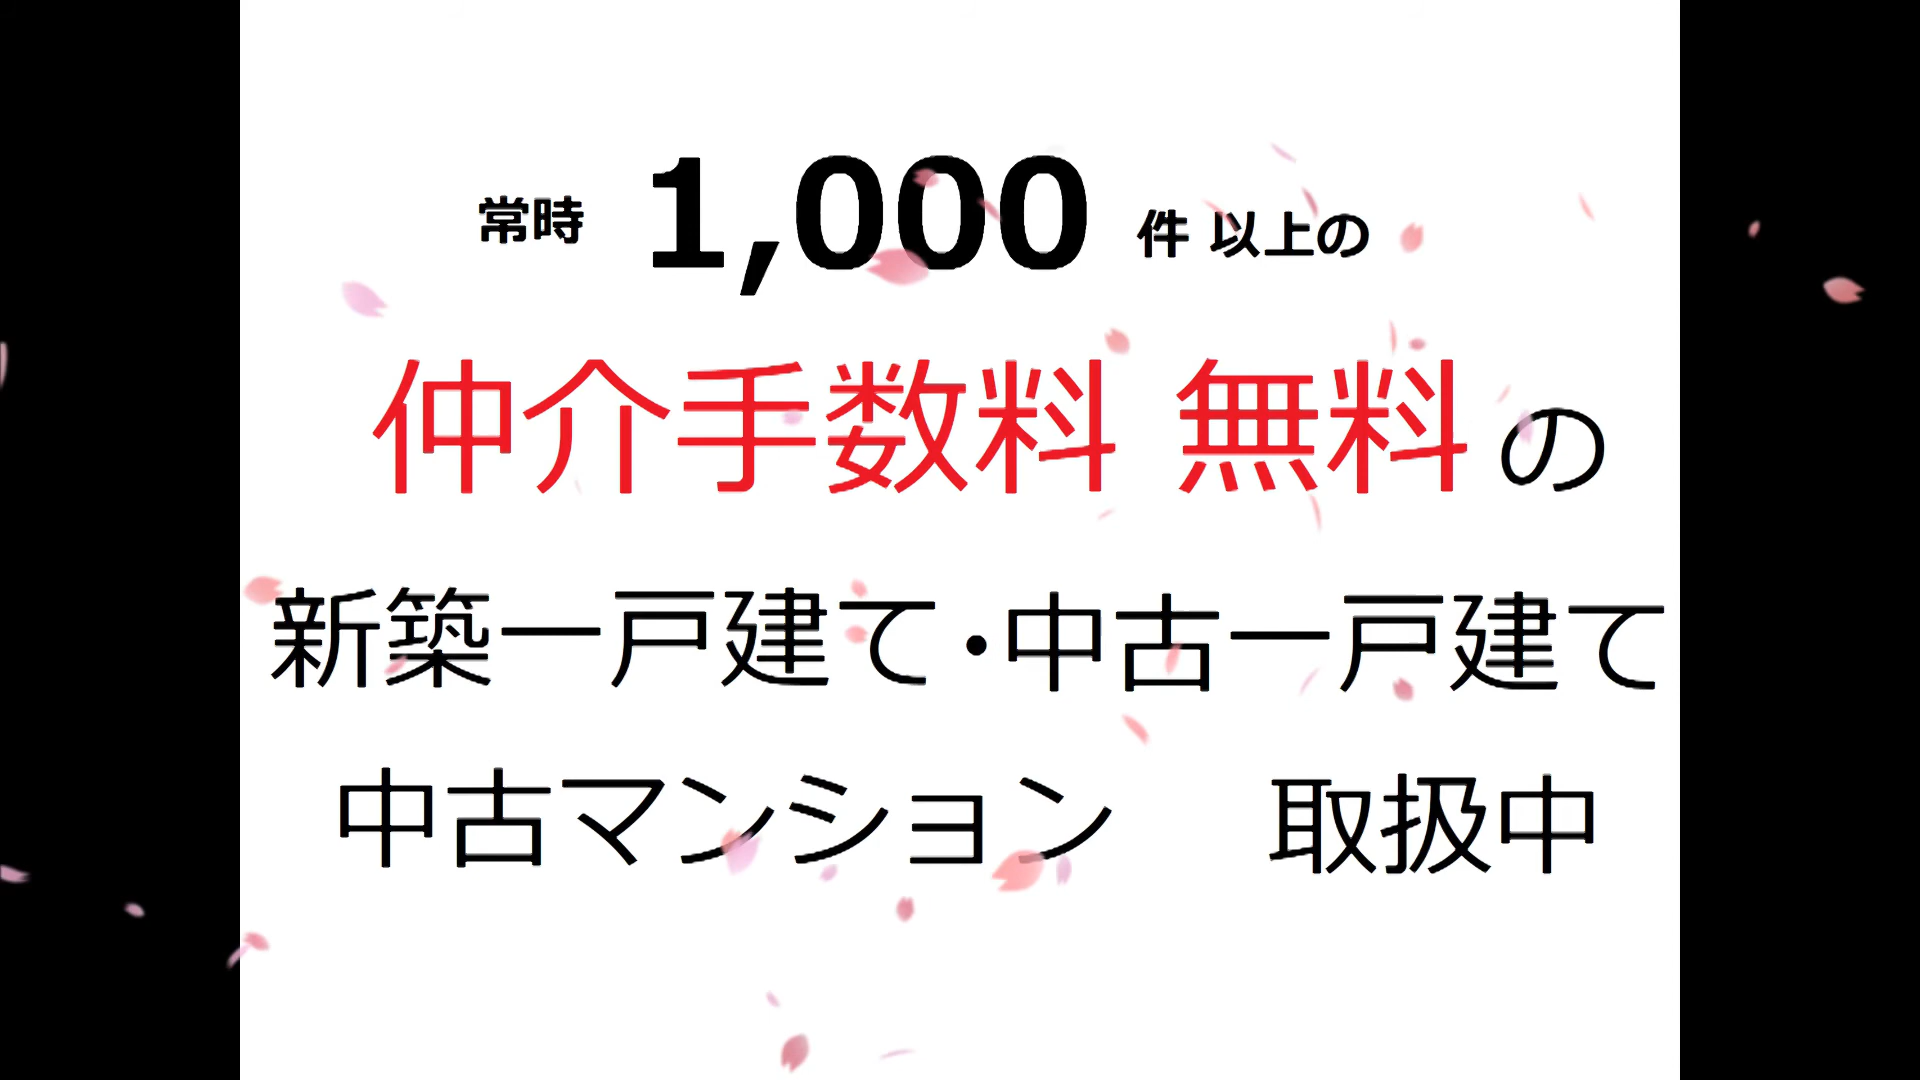 常時 1,000 件 以上の
仲介手数料 無料 の
新築一戸建て・中古一戸建て
中古マンション 取扱中